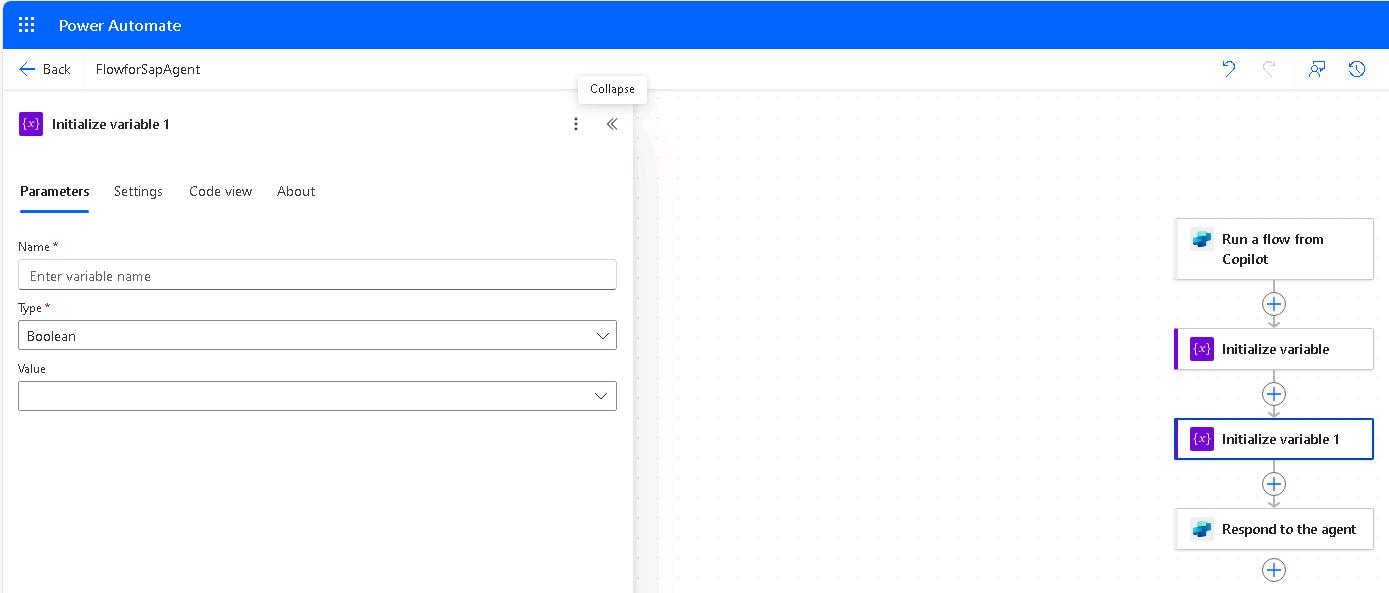 Power Automate
Back FlowforSapAgent
Collapse
{x} Initialize variable 1
Parameters Settings Code view About
Name *
Enter variable name
Type *
Boolean
Value
Run a flow from
Copilot
{x} Initialize variable
{x} Initialize variable 1
Respond to the agent